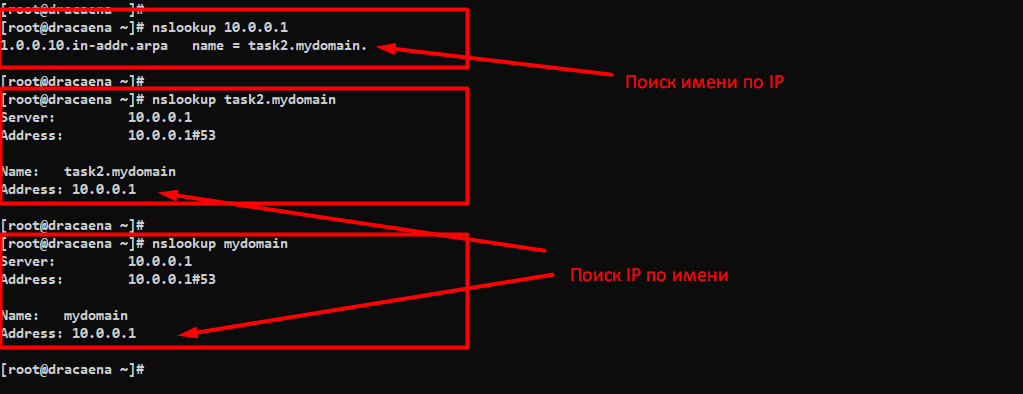 [root@dracaena ~]#
[root@dracaena ~]# nslookup 10.0.0.1
1.0.0.10.in-addr.arpa   name = task2.mydomain.
Поиск имени по IP
[root@dracaena ~]#
[root@dracaena ~]# nslookup task2.mydomain
Server:         10.0.0.1
Address:        10.0.0.1#53
Name:   task2.mydomain
Address: 10.0.0.1
[root@dracaena ~]#
[root@dracaena ~]# nslookup mydomain
Server:         10.0.0.1
Поиск IP по имени
Address:        10.0.0.1#53
Name:   mydomain
Address: 10.0.0.1
[root@dracaena ~]#